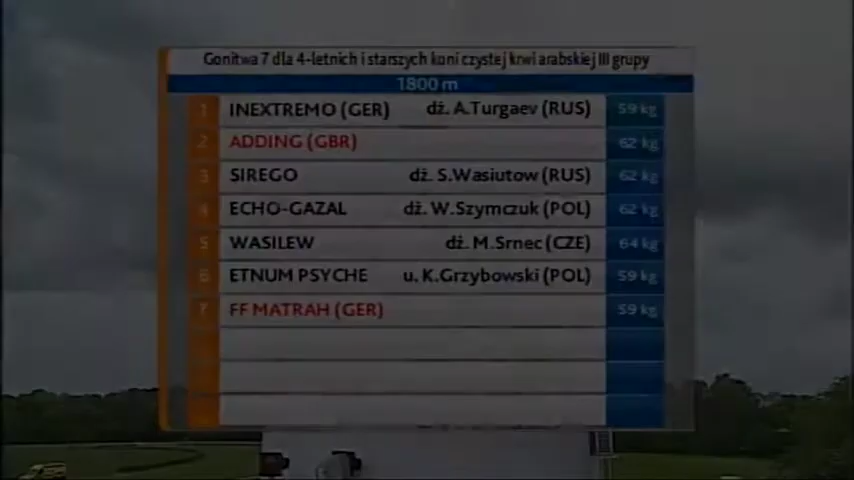 Gonitwa 7 dla 4-letnich i starszych koni czystej krwi arabskiej III grupy
1800 m
1 INEXTREMO (GER) dż. A.Turgaev (RUS) 59 kg
2 ADDING (GBR) 62 kg
3 SIREGO dż. S.Wasiutow (RUS) 62 kg
4 ECHO-GAZAL dż. W.Szymczuk (POL) 62 kg
5 WASILEW dż. M.Srnec (CZE) 64 kg
6 ETNUM PSYCHE u. K.Grzybowski (POL) 59 kg
7 FF MATRAH (GER) 59 kg